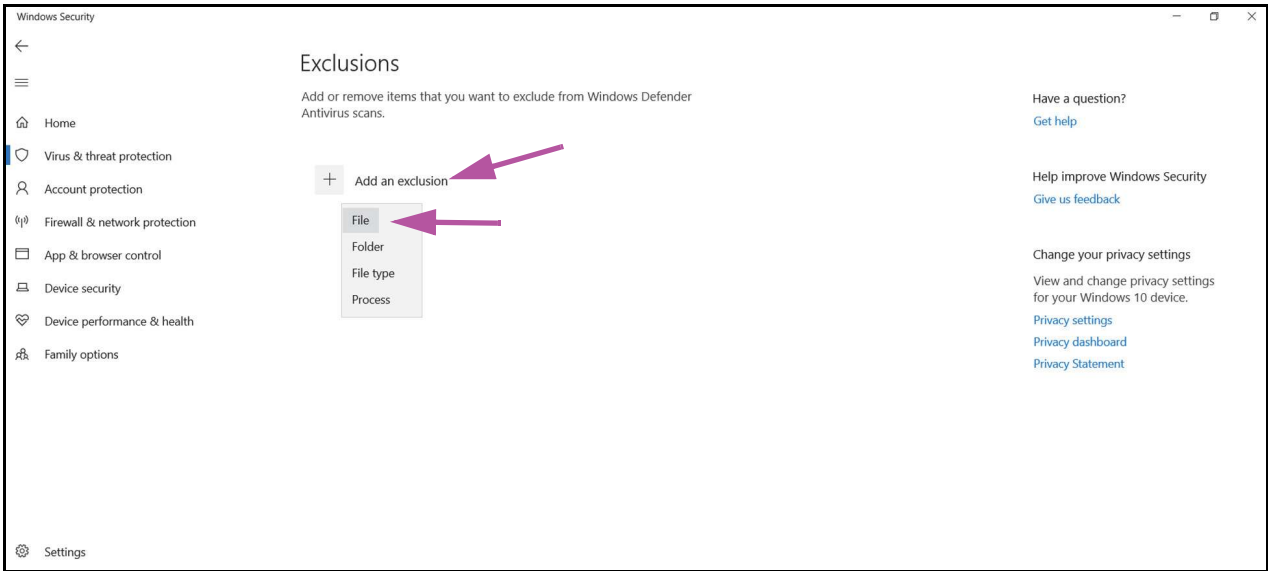 Windows Security
Home
Virus & threat protection
Account protection
Firewall & network protection
App & browser control
Device security
Device performance & health
Family options
Settings
Exclusions
Add or remove items that you want to exclude from Windows Defender
Antivirus scans.
Add an exclusion
File
Folder
File type
Process
Have a question?
Get help
Help improve Windows Security
Give us feedback
Change your privacy settings
View and change privacy settings
for your Windows 10 device.
Privacy settings
Privacy dashboard
Privacy Statement